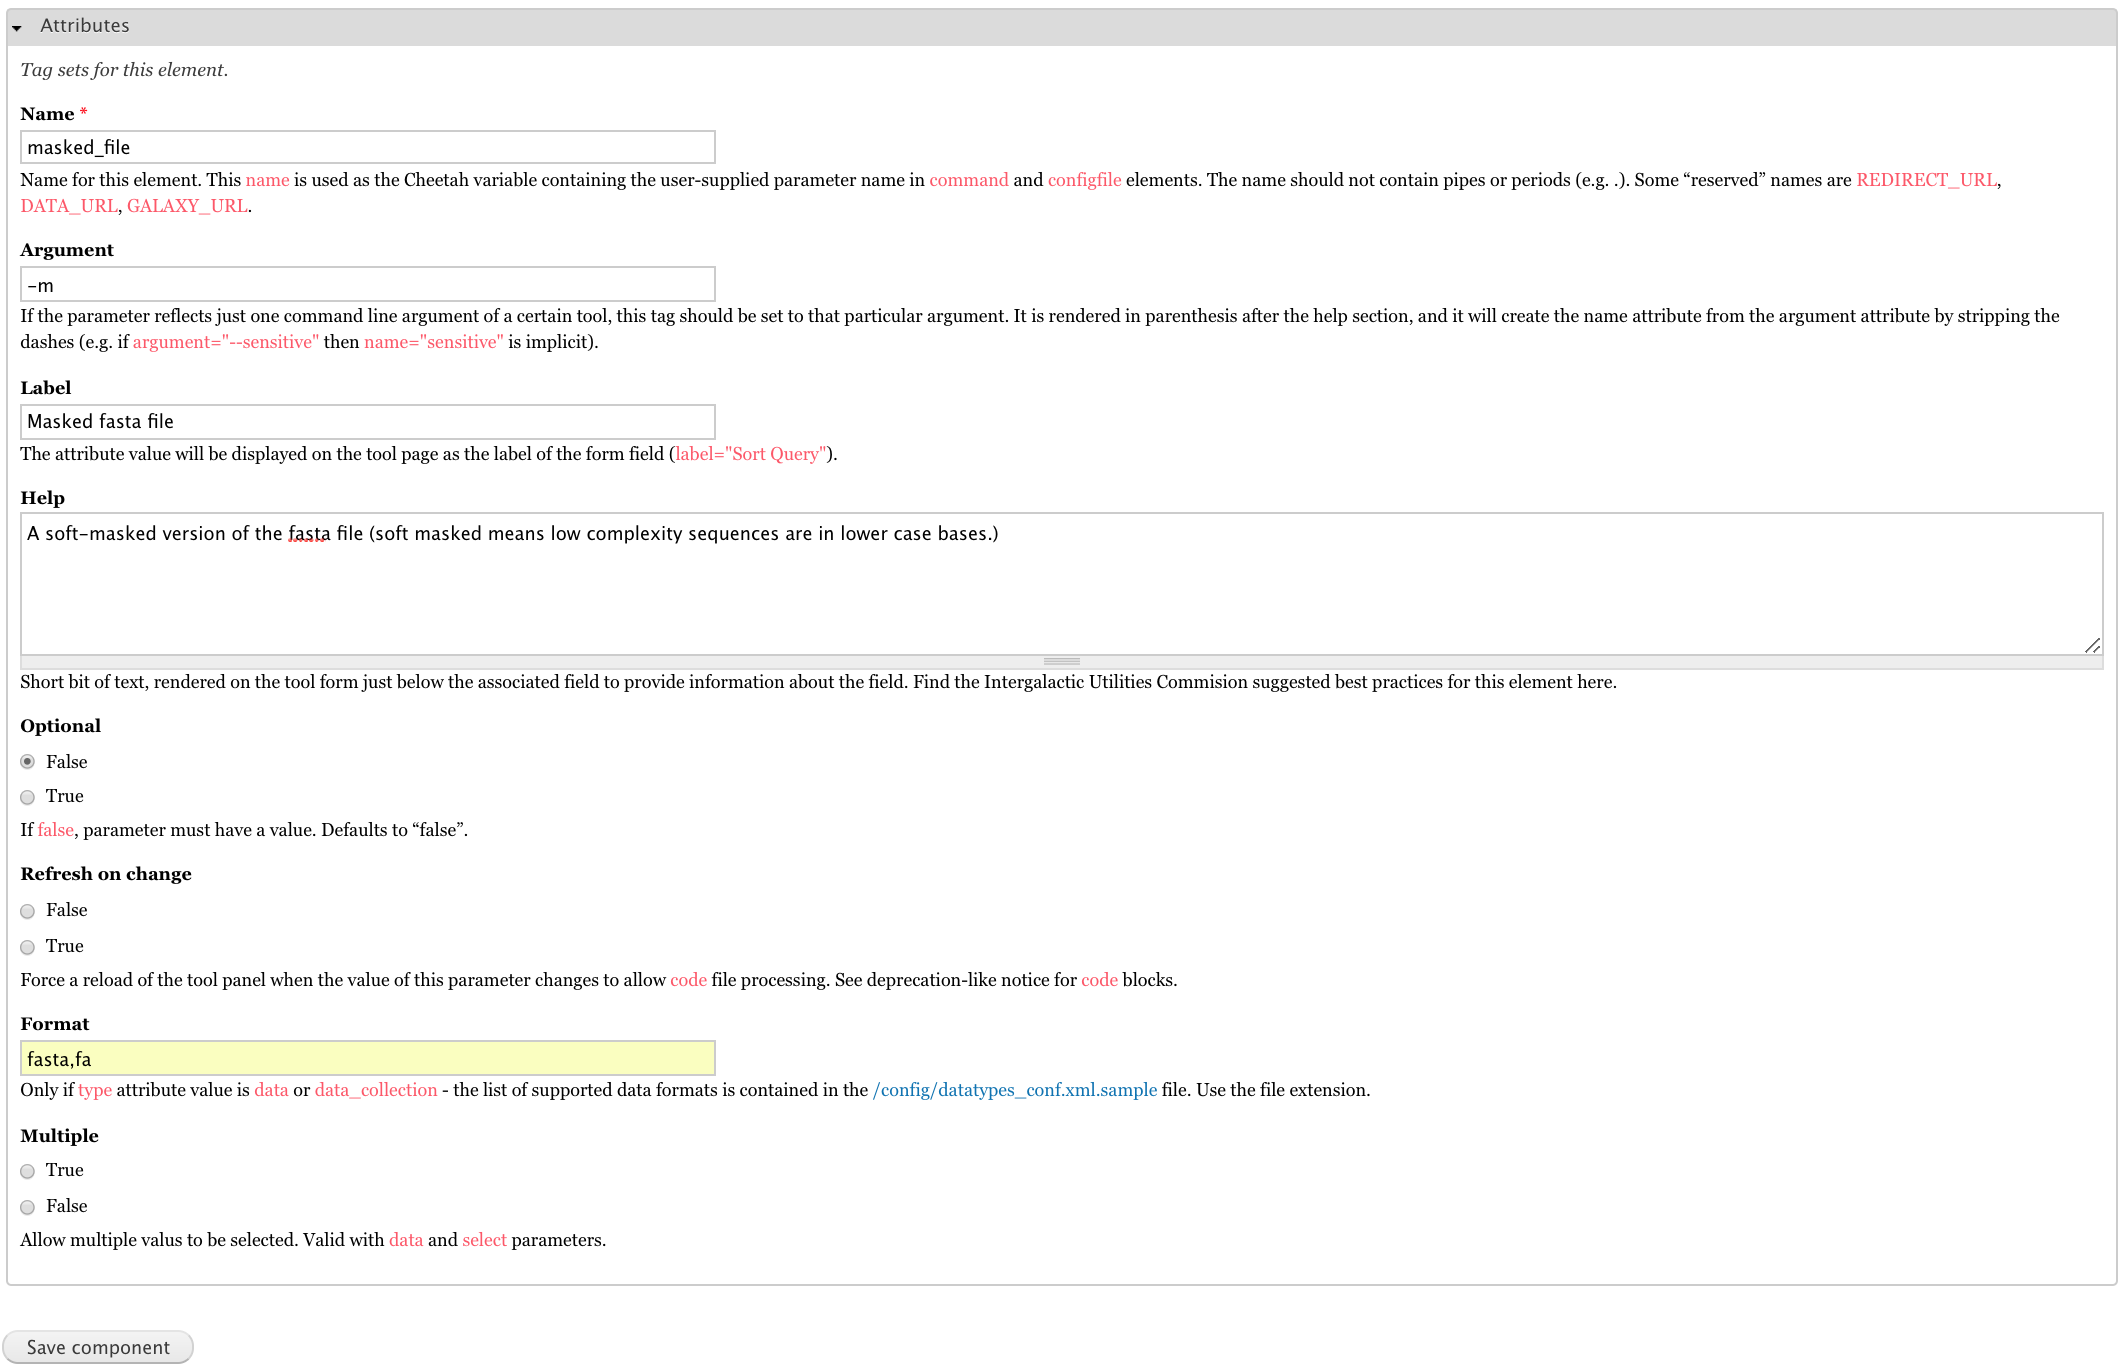 Attributes
Tag sets for this element.
Name *
masked_file
Name for this element. This name is used as the Cheetah variable containing the user-supplied parameter name in command and configfile elements. The name should not contain pipes or periods (e.g. .). Some “reserved” names are REDIRECT_URL,
DATA_URL, GALAXY_URL.
Argument
-m
If the parameter reflects just one command line argument of a certain tool, this tag should be set to that particular argument. It is rendered in parenthesis after the help section, and it will create the name attribute from the argument attribute by stripping the
dashes (e.g. if argument="--sensitive" then name="sensitive" is implicit).
Label
Masked fasta file
The attribute value will be displayed on the tool page as the label of the form field (label="Sort Query").
Help
A soft-masked version of the fasta file (soft masked means low complexity sequences are in lower case bases.)
Short bit of text, rendered on the tool form just below the associated field to provide information about the field. Find the Intergalactic Utilities Commision suggested best practices for this element here.
Optional
False
True
If false, parameter must have a value. Defaults to “false”.
Refresh on change
False
True
Force a reload of the tool panel when the value of this parameter changes to allow code file processing. See deprecation-like notice for code blocks.
Format
fasta,fa
Only if type attribute value is data or data_collection - the list of supported data formats is contained in the /config/datatypes_conf.xml.sample file. Use the file extension.
Multiple
True
False
Allow multiple valus to be selected. Valid with data and select parameters.
Save component